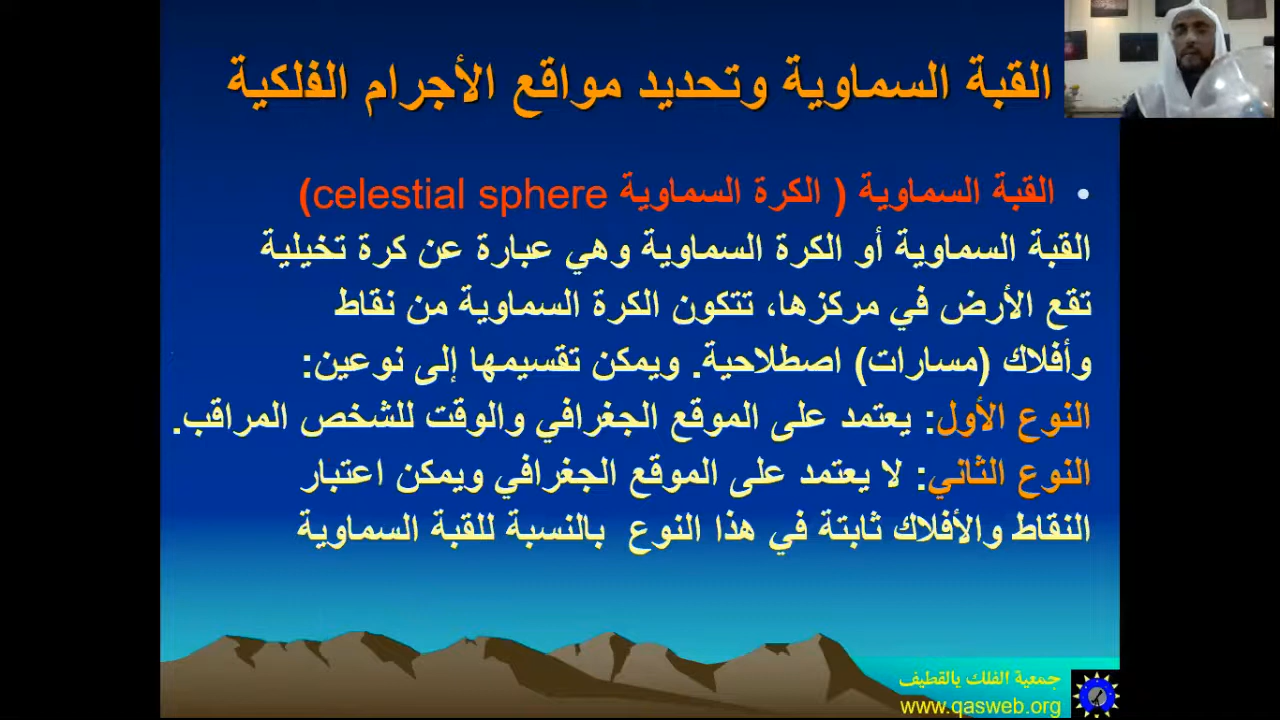 القبة السماوية وتحديد مواقع الأجرام الفلكية
• القبة السماوية ( الكرة السماوية celestial sphere)
القبة السماوية أو الكرة السماوية وهي عبارة عن كرة تخيلية
تقع الأرض في مركزها، تتكون الكرة السماوية من نقاط
وأفلاك (مسارات) اصطلاحية. ويمكن تقسيمها إلى نوعين:
النوع الأول: يعتمد على الموقع الجغرافي والوقت للشخص المراقب.
النوع الثاني: لا يعتمد على الموقع الجغرافي ويمكن اعتبار
النقاط والأفلاك ثابتة في هذا النوع بالنسبة للقبة السماوية
جمعية الفلك بالقطيف
www.qasweb.org